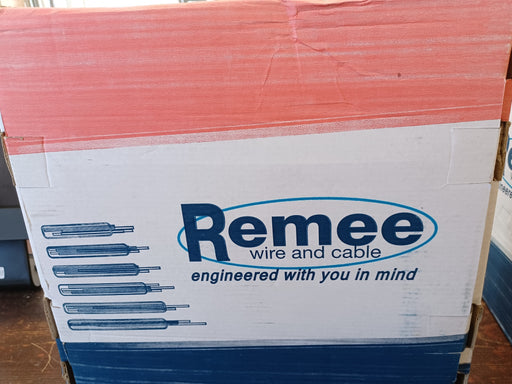 Remee
wire and cable
engineered with you in mind